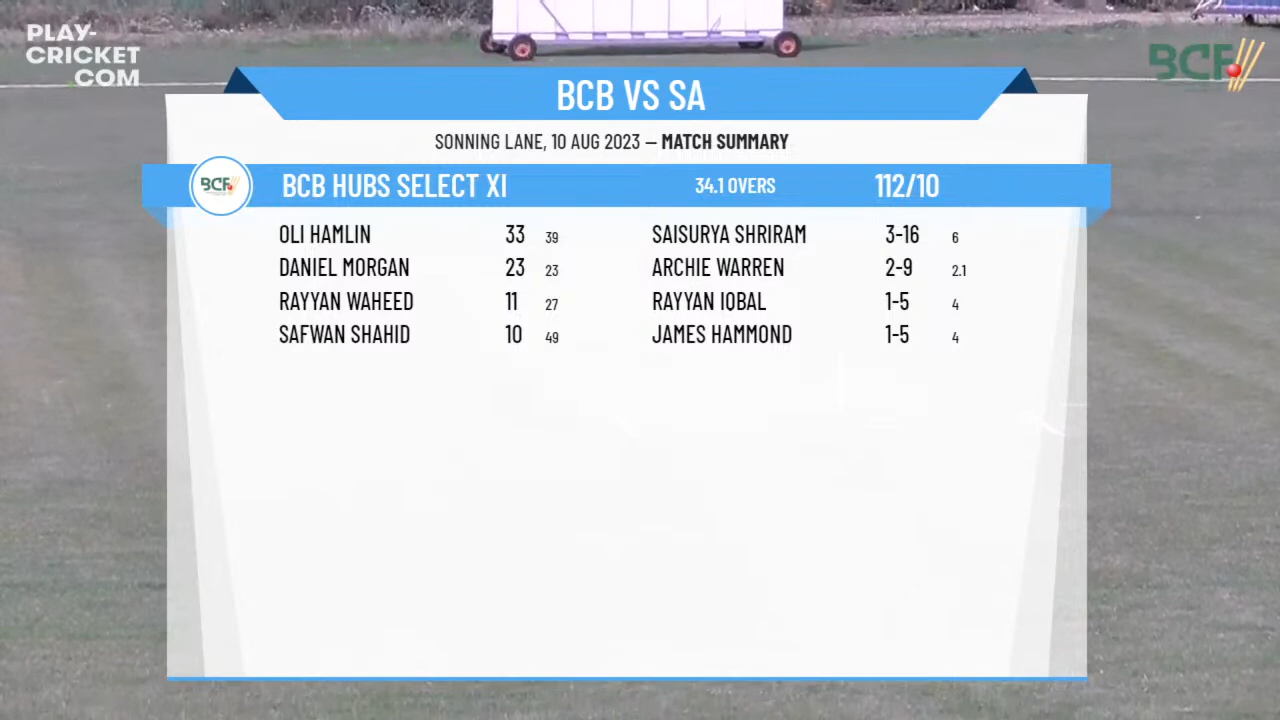 PLAY-
CRICKET
.COM
BCF
BCB VS SA
SONNING LANE, 10 AUG 2023 – MATCH SUMMARY
BCF
BCB HUBS SELECT XI 34.1 OVERS 112/10
OLI HAMLIN 33 39 SAISURYA SHRIRAM 3-16 6
DANIEL MORGAN 23 23 ARCHIE WARREN 2-9 2.1
RAYYAN WAHEED 11 27 RAYYAN IQBAL 1-5 4
SAFWAN SHAHID 10 49 JAMES HAMMOND 1-5 4